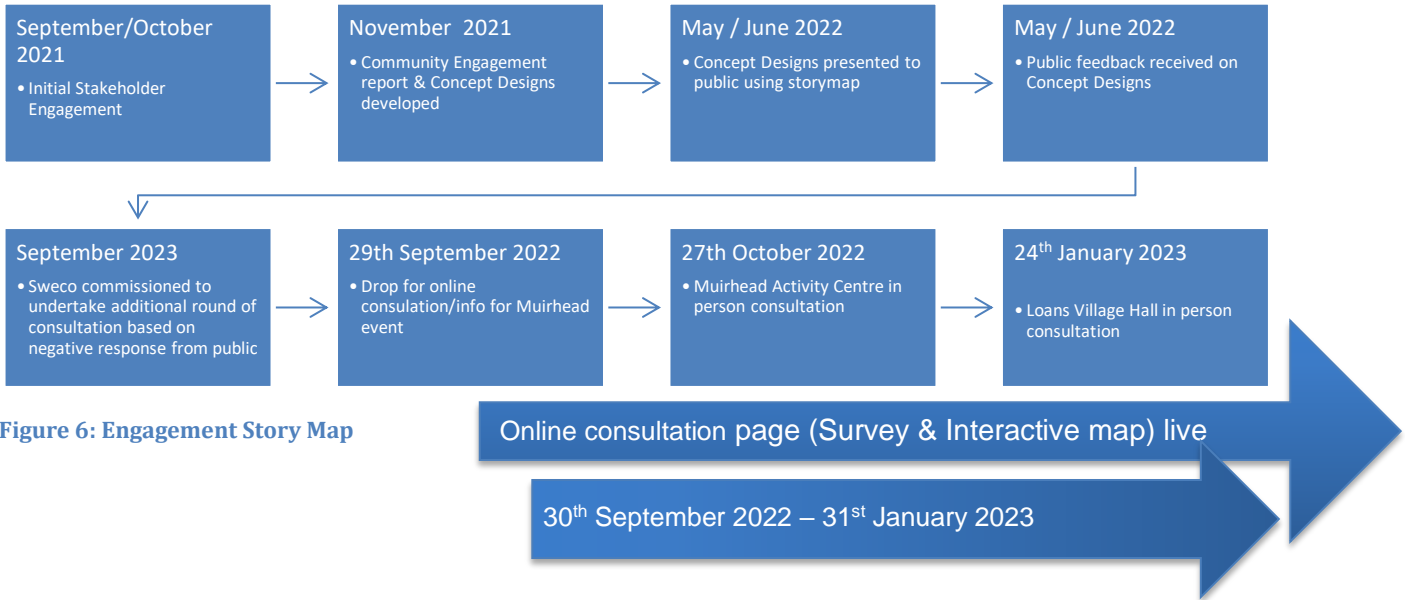 September/October
2021
• Initial Stakeholder
Engagement
November 2021
• Community Engagement
report & Concept Designs
developed
May / June 2022
• Concept Designs presented to
public using storymap
May / June 2022
• Public feedback received on
Concept Designs
September 2023
• Sweco commissioned to
undertake additional round of
consultation based on
negative response from public
29th September 2022
• Drop for online
consulation/info for Muirhead
event
27th October 2022
• Muirhead Activity Centre in
person consultation
24th January 2023
• Loans Village Hall in person
consultation
Figure 6: Engagement Story Map
Online consultation page (Survey & Interactive map) live
30th September 2022 – 31st January 2023